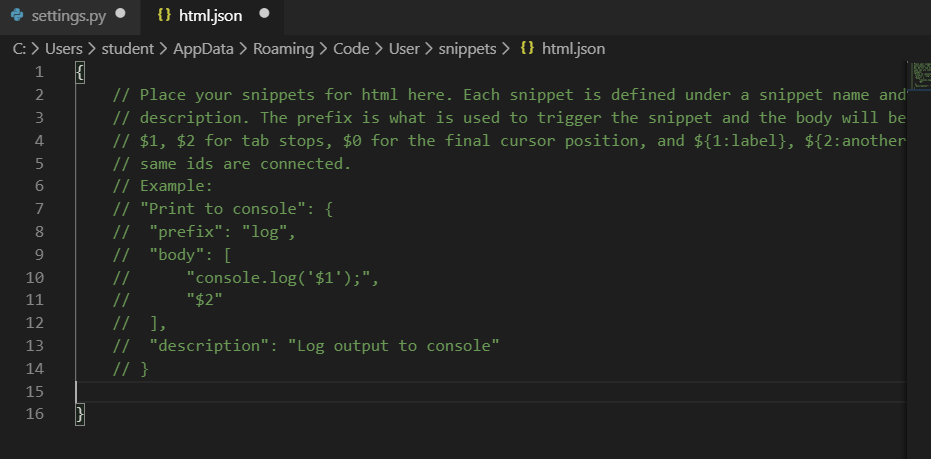 settings.py
{} html.json
C: > Users > student > AppData > Roaming > Code > User > snippets > {} html.json
1 {
2 // Place your snippets for html here. Each snippet is defined under a snippet name and
3 // description. The prefix is what is used to trigger the snippet and the body will be
4 // $1, $2 for tab stops, $0 for the final cursor position, and ${1:label}, ${2:another
5 // same ids are connected.
6 // Example:
7 // "Print to console": {
8 // "prefix": "log",
9 // "body": [
10 // "console.log('$1');",
11 // "$2"
12 // ],
13 // "description": "Log output to console"
14 // }
15
16 }